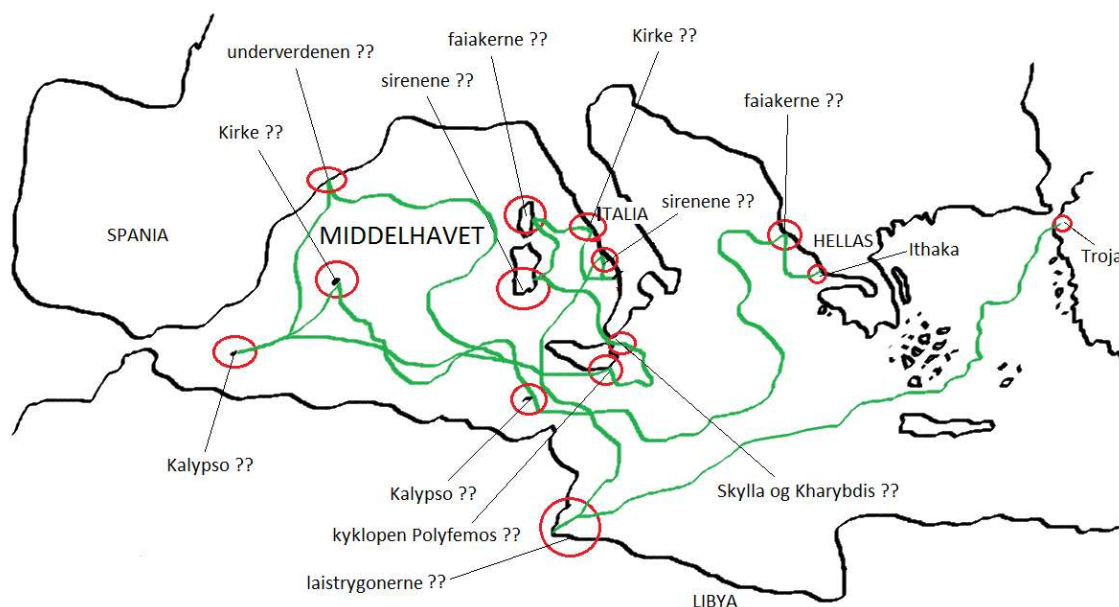 underverdenen ??
faiakerne ??
Kirke ??
sirenene ??
faiakerne ??
Kirke ??
sirenene ??
ITALIA
SPANIA
MIDDELHAVET
HELLAS
Ithaka
Troja
Kalypso ??
Kalypso ??
Skylla og Kharybdis ??
kyklopen Polyfemos ??
laistrygonerne ??
LIBYA